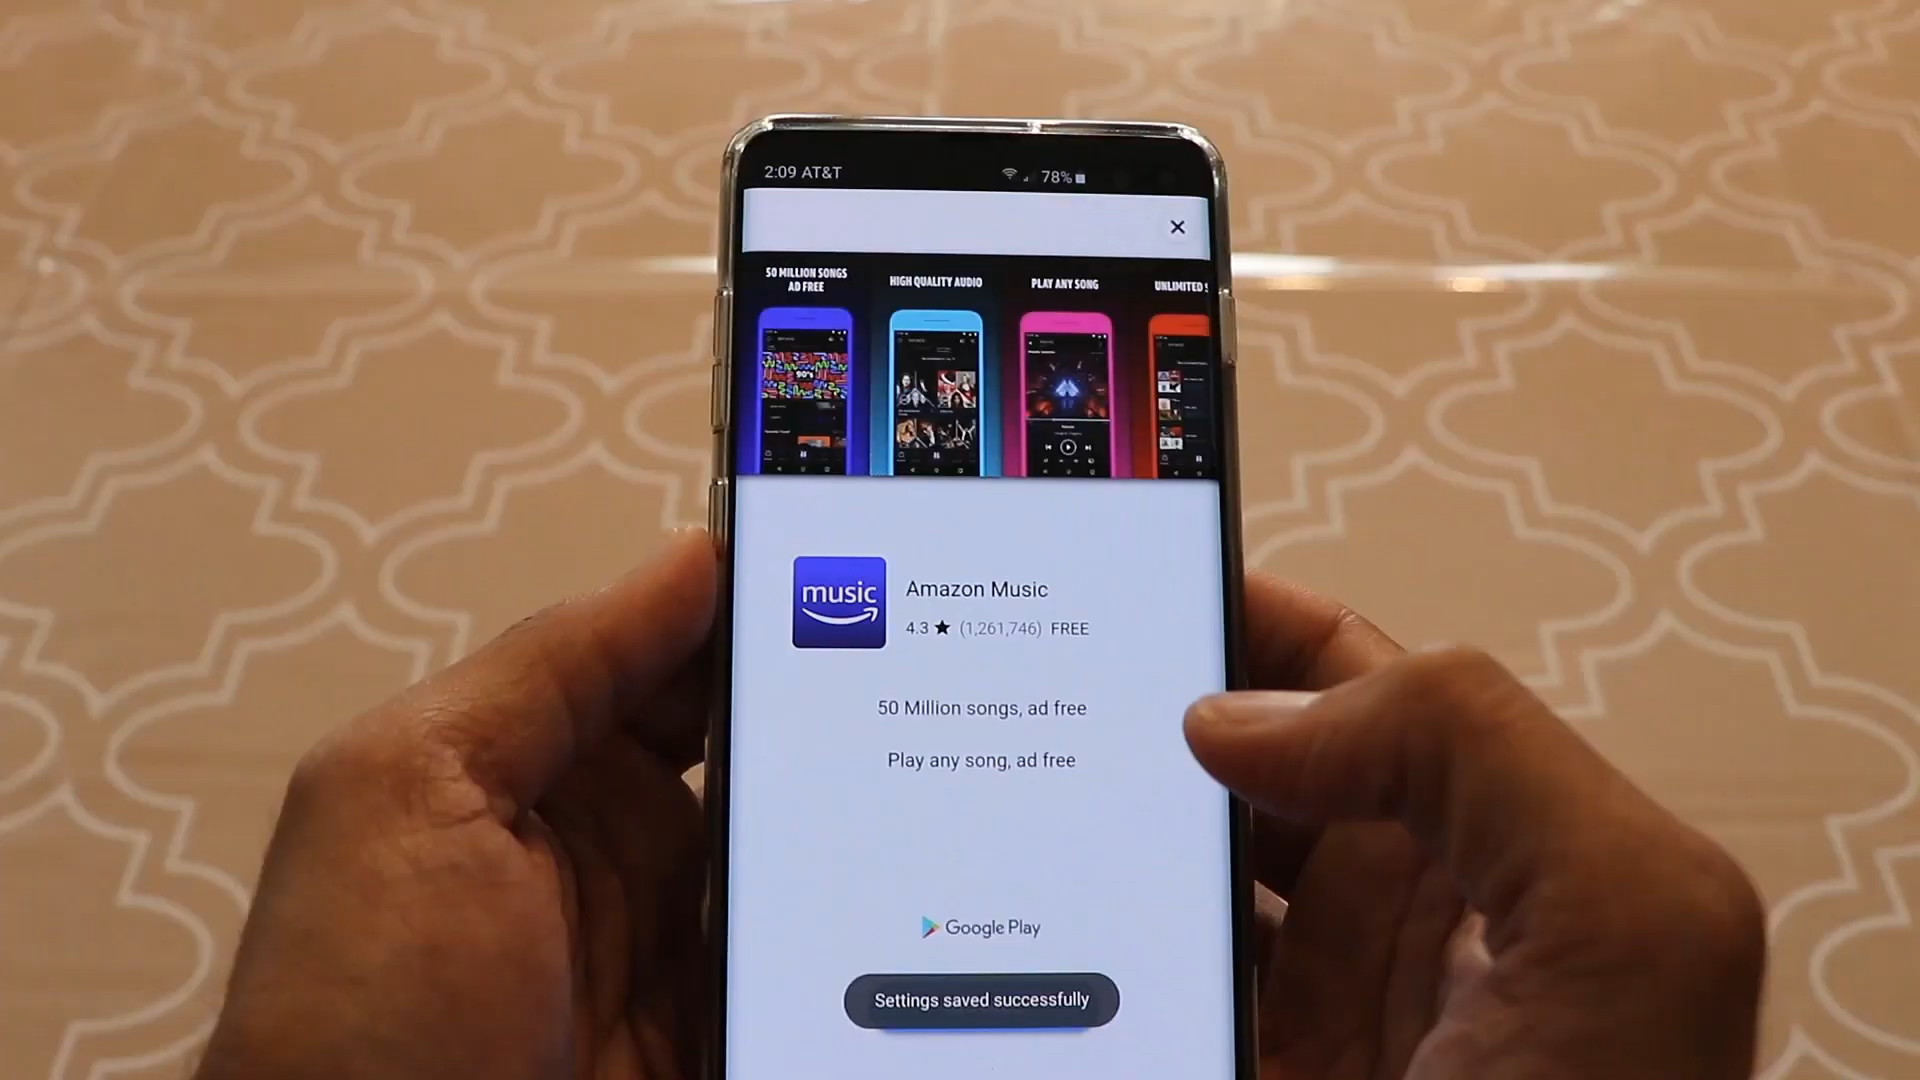 2:09 AT&T
78%
50 MILLION SONGS
AD FREE
HIGH QUALITY AUDIO
PLAY ANY SONG
UNLIMITED
90's
music
Amazon Music
4.3 ★ (1,261,746) FREE
50 Million songs, ad free
Play any song, ad free
Google Play
Settings saved successfully